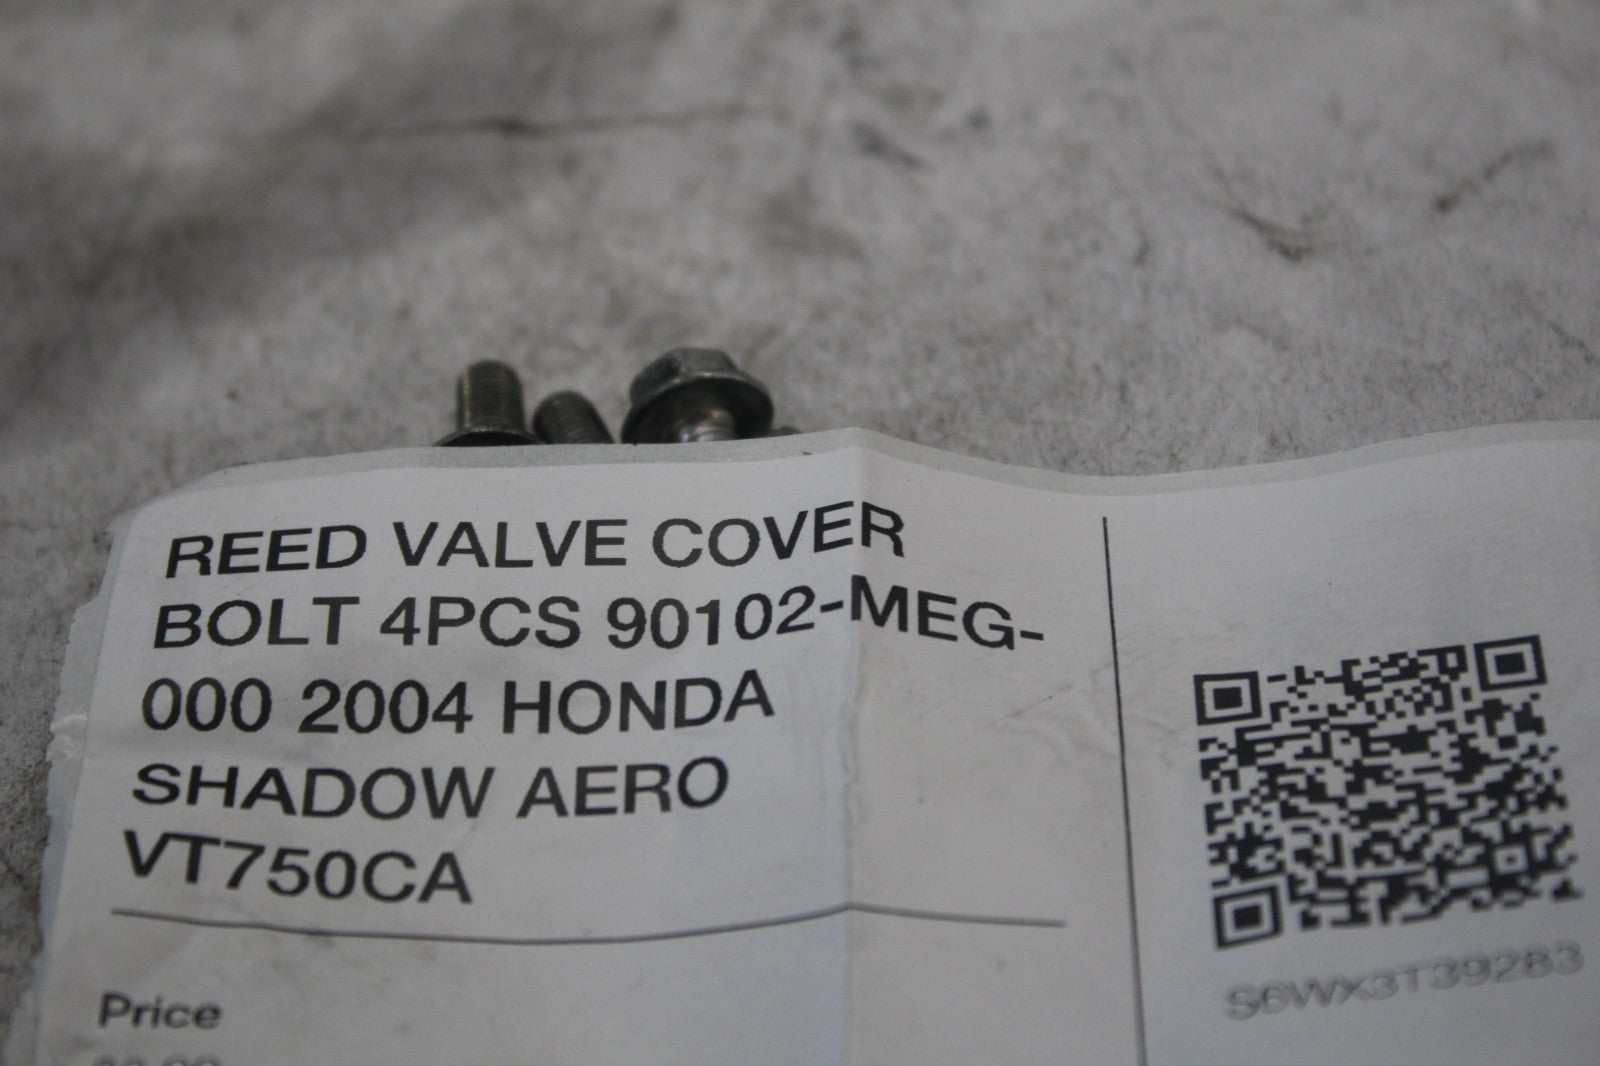 REED VALVE COVER
BOLT 4PCS 90102-MEG-
000 2004 HONDA
SHADOW AERO
VT750CA
Price
S6WX3T39283